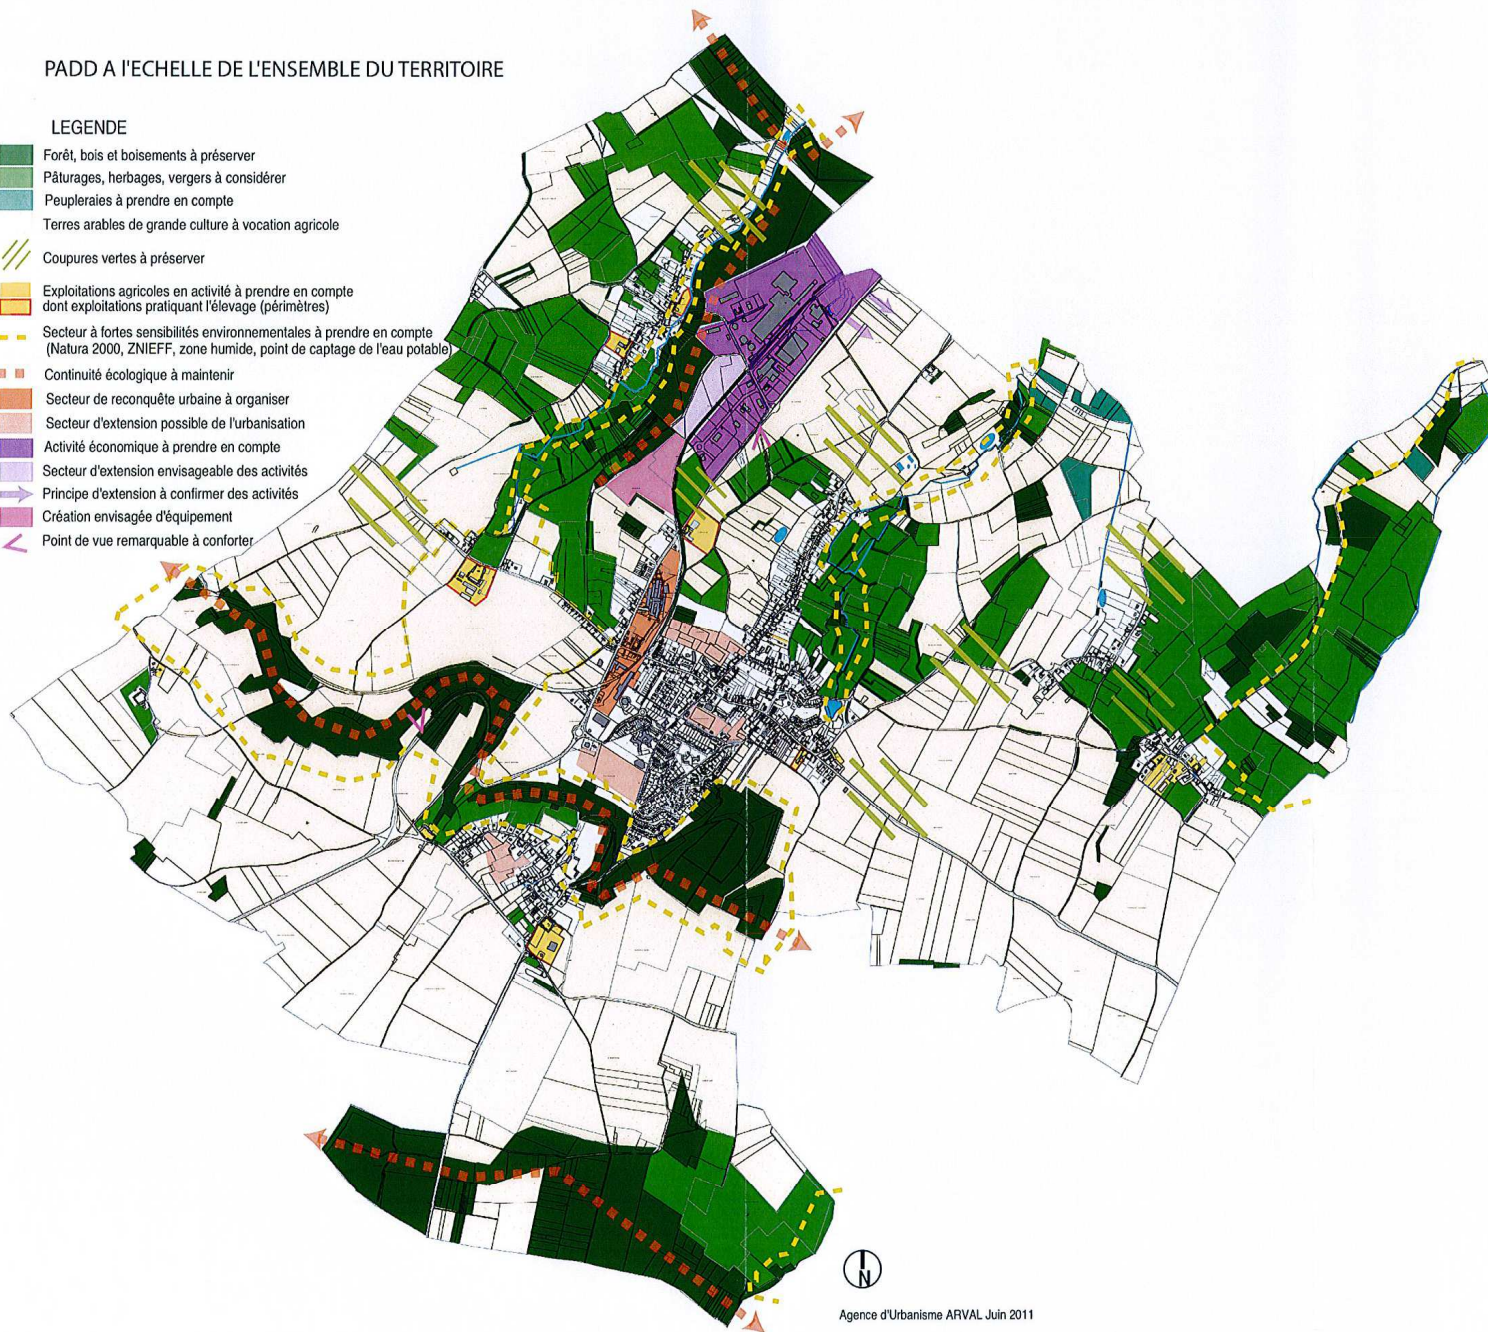 PADD A l'ECHELLE DE L'ENSEMBLE DU TERRITOIRE
LEGENDE
Forêt, bois et boisements à préserver
Pâturages, herbages, vergers à considérer
Peupleraies à prendre en compte
Terres arables de grande culture à vocation agricole
Coupures vertes à préserver
Exploitations agricoles en activité à prendre en compte
dont exploitations pratiquant l'élevage (périmètres)
Secteur à fortes sensibilités environnementales à prendre en compte
(Natura 2000, ZNIEFF, zone humide, point de captage de l'eau potable)
Continuité écologique à maintenir
Secteur de reconquête urbaine à organiser
Secteur d'extension possible de l'urbanisation
Activité économique à prendre en compte
Secteur d'extension envisageable des activités
Principe d'extension à confirmer des activités
Création envisagée d'équipement
Point de vue remarquable à conforter
N
Agence d'Urbanisme ARVAL Juin 2011